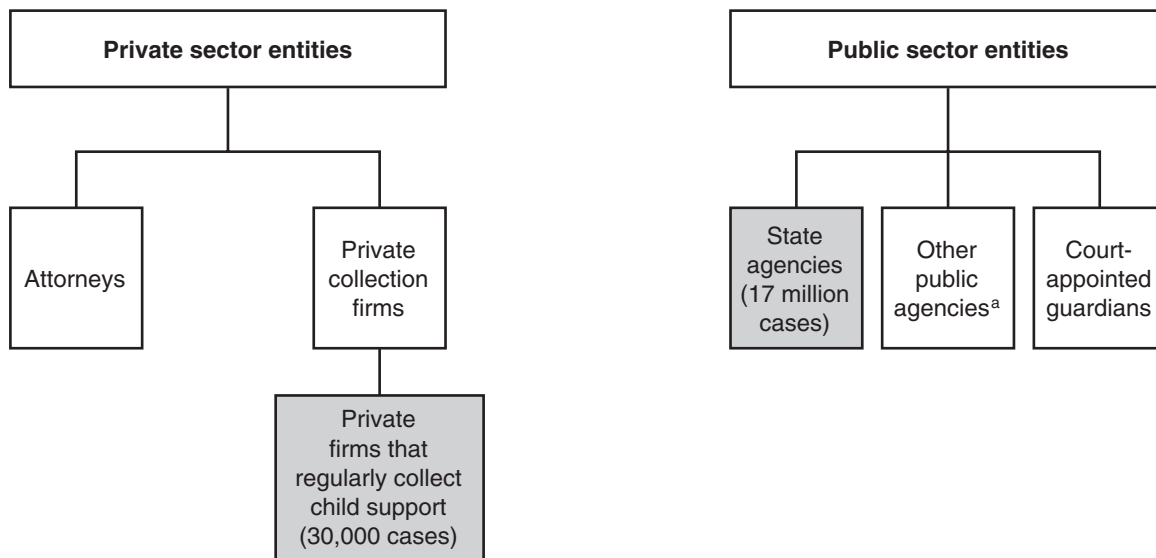 Private sector entities
Public sector entities
Attorneys
Private
collection
firms
State
agencies
(17 million
cases)
Other
public
agenciesª
Court-
appointed
guardians
Private
firms that
regularly collect
child support
(30,000 cases)